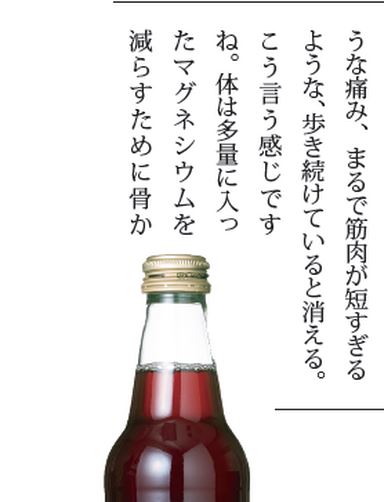 うな痛み、まるで筋肉が短すぎる
ような、歩き続けていると消える。
こう言う感じです
ね。体は多量に入っ
たマグネシウムを
減らすために骨か